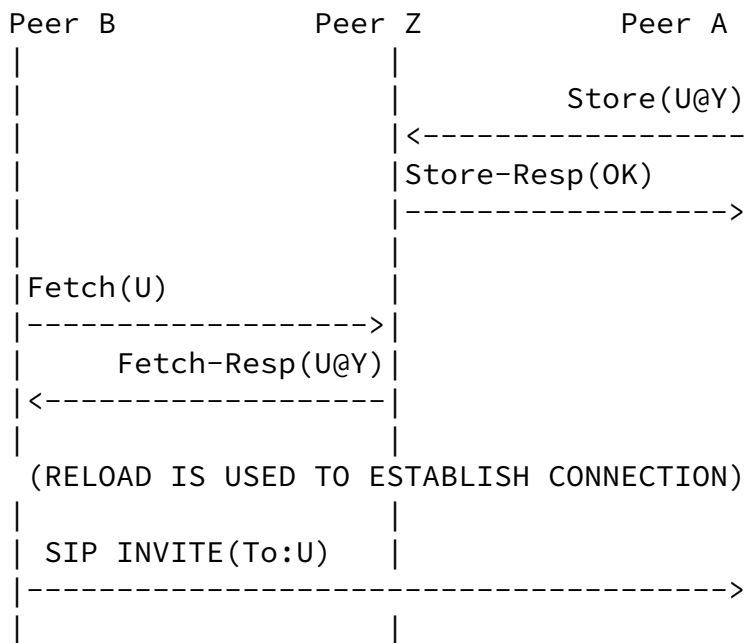 Peer B Peer Z Peer A
Store(U@Y)
Store-Resp(OK)
Fetch(U)
Fetch-Resp(U@Y)
(RELOAD IS USED TO ESTABLISH CONNECTION)
SIP INVITE(To:U)